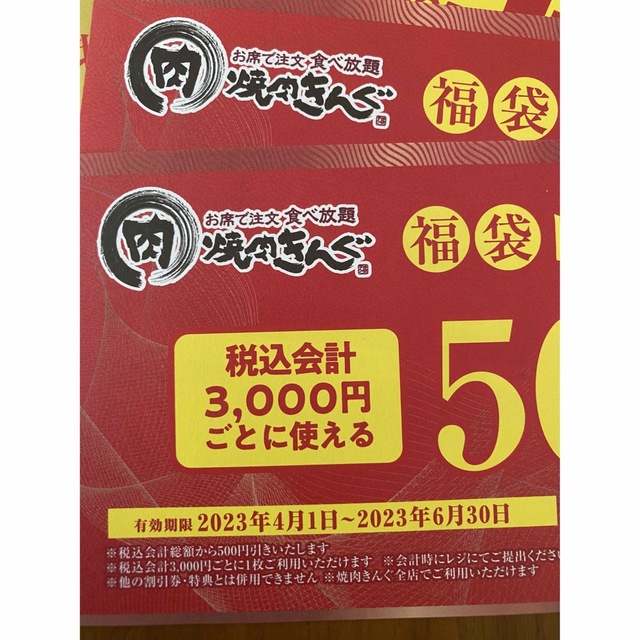 肉
お席で注文・食べ放題
焼肉きんぐ
福袋
肉
お席で注文・食べ放題
焼肉きんぐ
福袋
税込会計
3,000円
ごとに使える
50
有効期限 2023年4月1日~2023年6月30日
※税込会計総額から500円引きいたします
※税込会計3,000円ごとに1枚ご利用いただけます ※会計時にレジにてご提出くださ
※他の割引券・特典とは併用できません ※焼肉きんぐ全店でご利用いただけます